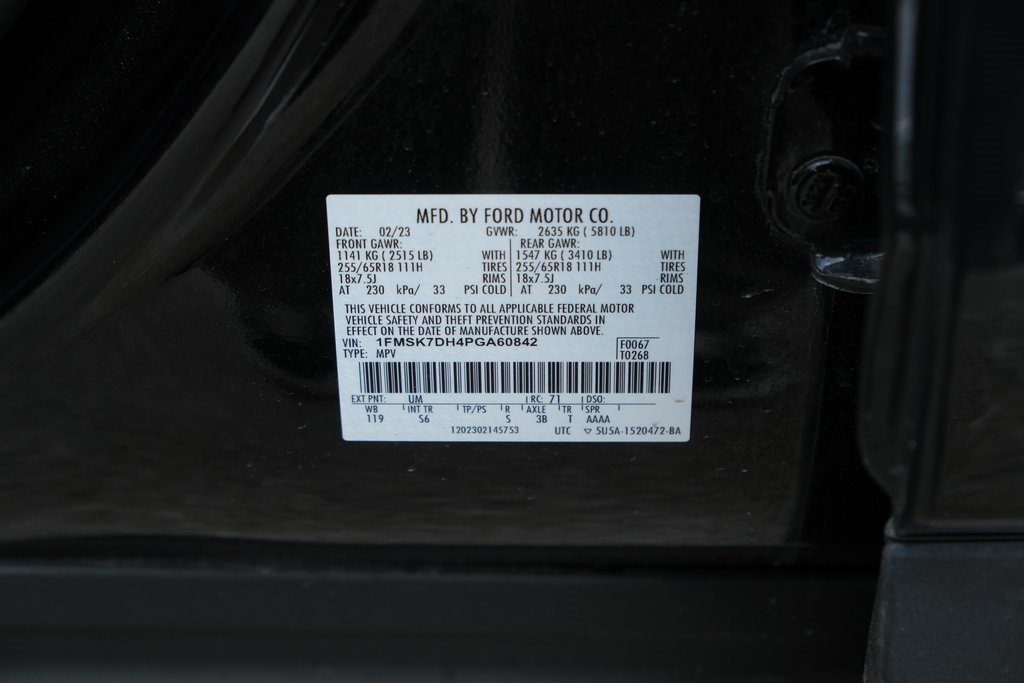 MFD. BY FORD MOTOR CO.
DATE: 02/23 GVWR: 2635 KG ( 5810 LB)
FRONT GAWR: REAR GAWR:
1141 KG ( 2515 LB) WITH 1547 KG ( 3410 LB) WITH
255/65R18 111H TIRES 255/65R18 111H TIRES
18x7.5J RIMS 18x7.5J RIMS
AT 230 kPa/ 33 PSI COLD AT 230 kPa/ 33 PSI COLD
THIS VEHICLE CONFORMS TO ALL APPLICABLE FEDERAL MOTOR
VEHICLE SAFETY AND THEFT PREVENTION STANDARDS IN
EFFECT ON THE DATE OF MANUFACTURE SHOWN ABOVE.
VIN: 1FMSK7DH4PGA60842 F0067
TYPE: MPV T0268
EXT PNT: UM RC: 71 DSO:
WB INT TR TP/PS R AXLE TR SPR
119 S6 S 3B T AAAA
1202302145753 UTC ▽ 5U5A-1520472-BA